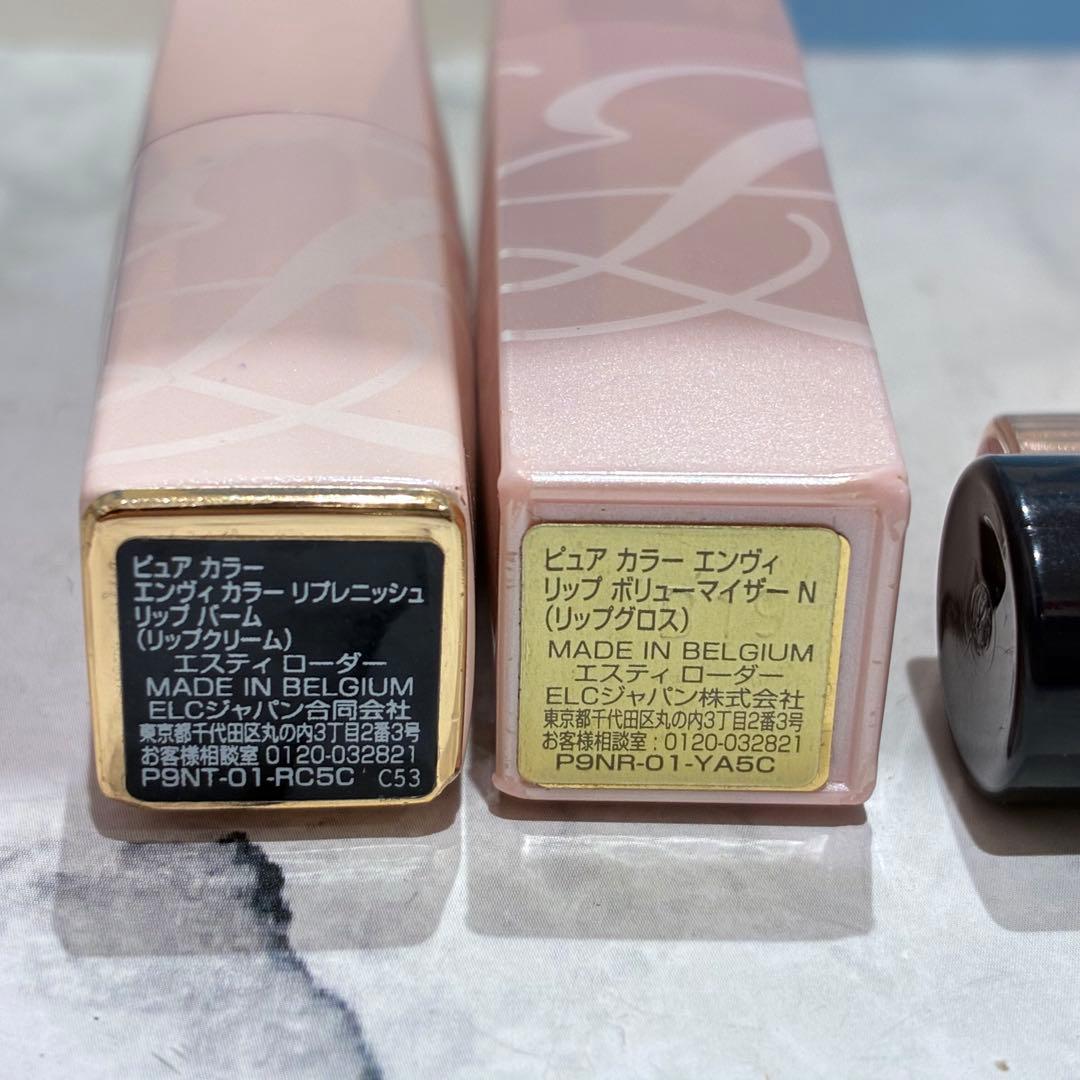 ピュア カラー
エンヴィ カラー リプレニッシュ
リップ バーム
(リップクリーム)
エスティ ローダー
MADE IN BELGIUM
ELCジャパン合同会社
東京都千代田区丸の内3丁目2番3号
お客様相談室 0120-032821
P9NT-01-RC5C C53
ピュア カラー エンヴィ
リップ ボリューマイザー N
(リップグロス)
MADE IN BELGIUM
エスティ ローダー
ELCジャパン株式会社
東京都千代田区丸の内3丁目2番3号
お客様相談室:0120-032821
P9NR-01-YA5C